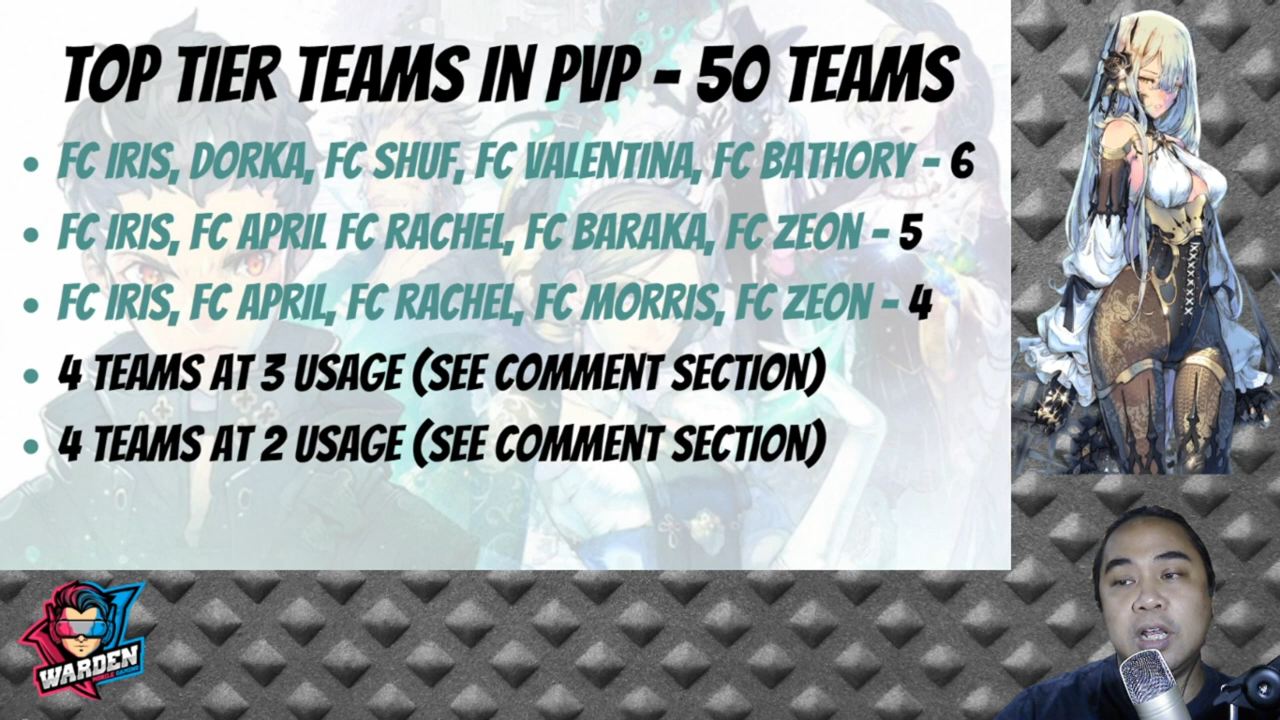 TOP TIER TEAMS IN PVP - 50 TEAMS
• FC IRIS, DORKA, FC SHUF, FC VALENTINA, FC BATHORY - 6
• FC IRIS, FC APRIL FC RACHEL, FC BARAKA, FC ZEON - 5
• FC IRIS, FC APRIL, FC RACHEL, FC MORRIS, FC ZEON - 4
• 4 TEAMS AT 3 USAGE (SEE COMMENT SECTION)
• 4 TEAMS AT 2 USAGE (SEE COMMENT SECTION)
WARDEN
MOBILE GAMING